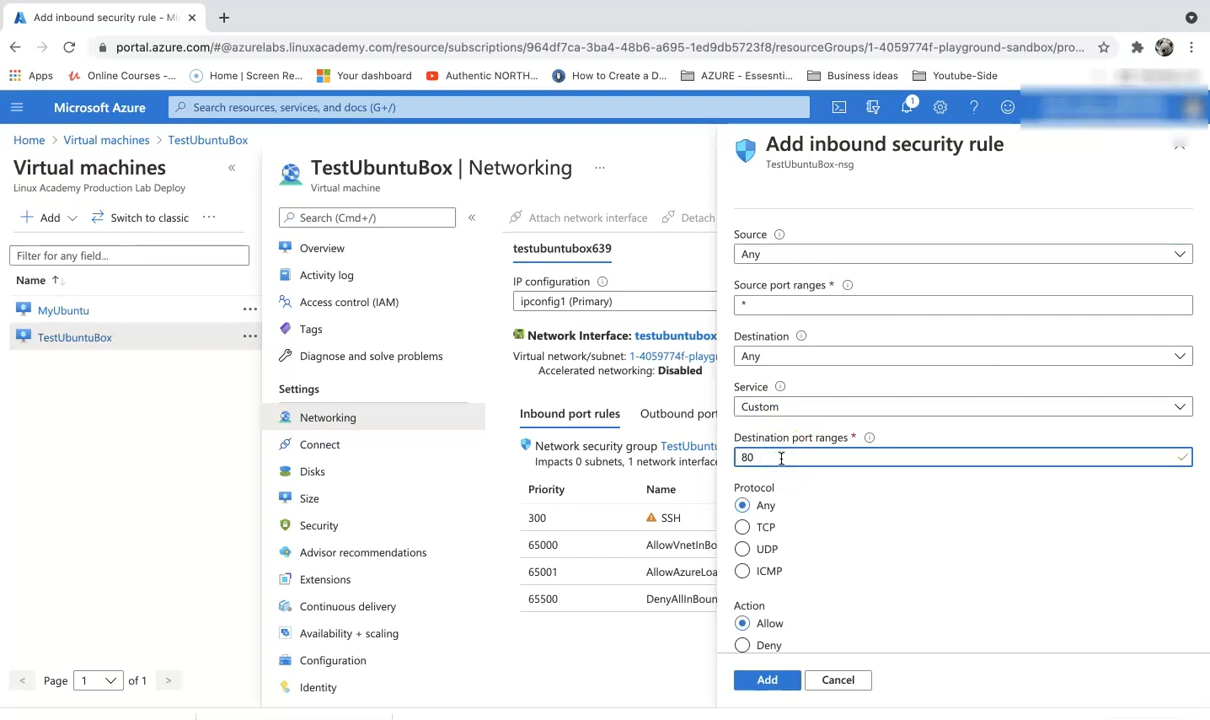 Add inbound security rule - Mi
portal.azure.com/#@azurelabs.linuxacademy.com/resource/subscriptions/964df7ca-3ba4-48b6-a695-1ed9db5723f8/resourceGroups/1-4059774f-playground-sandbox/pro...
Apps
Online Courses –...
Home | Screen Re...
Your dashboard
Authentic NORTH...
How to Create a D...
AZURE - Essesnti...
Business ideas
Youtube-Side
Microsoft Azure
Search resources, services, and docs (G+/)
1
Home > Virtual machines > TestUbuntuBox
Virtual machines
Linux Academy Production Lab Deploy
Add
Switch to classic
Filter for any field...
Name
MyUbuntu
TestUbuntuBox
Page 1 of 1
TestUbuntuBox | Networking
Virtual machine
Search (Cmd+/)
Overview
Activity log
Access control (IAM)
Tags
Diagnose and solve problems
Settings
Networking
Connect
Disks
Size
Security
Advisor recommendations
Extensions
Continuous delivery
Availability + scaling
Configuration
Identity
Attach network interface
Detach
testubuntubox639
IP configuration
ipconfig1 (Primary)
Network Interface: testubuntubox
Virtual network/subnet: 1-4059774f-playg
Accelerated networking: Disabled
Inbound port rules
Outbound port
Network security group TestUbuntu
Impacts 0 subnets, 1 network interface
Priority Name
300 SSH
65000 AllowVnetInBo
65001 AllowAzureLoa
65500 DenyAllInBoun
Add inbound security rule
TestUbuntuBox-nsg
Source
Any
Source port ranges *
*
Destination
Any
Service
Custom
Destination port ranges *
80
Protocol
Any
TCP
UDP
ICMP
Action
Allow
Deny
Add
Cancel